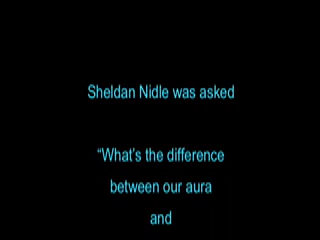 Sheldan Nidle was asked
“What’s the difference
between our aura
and